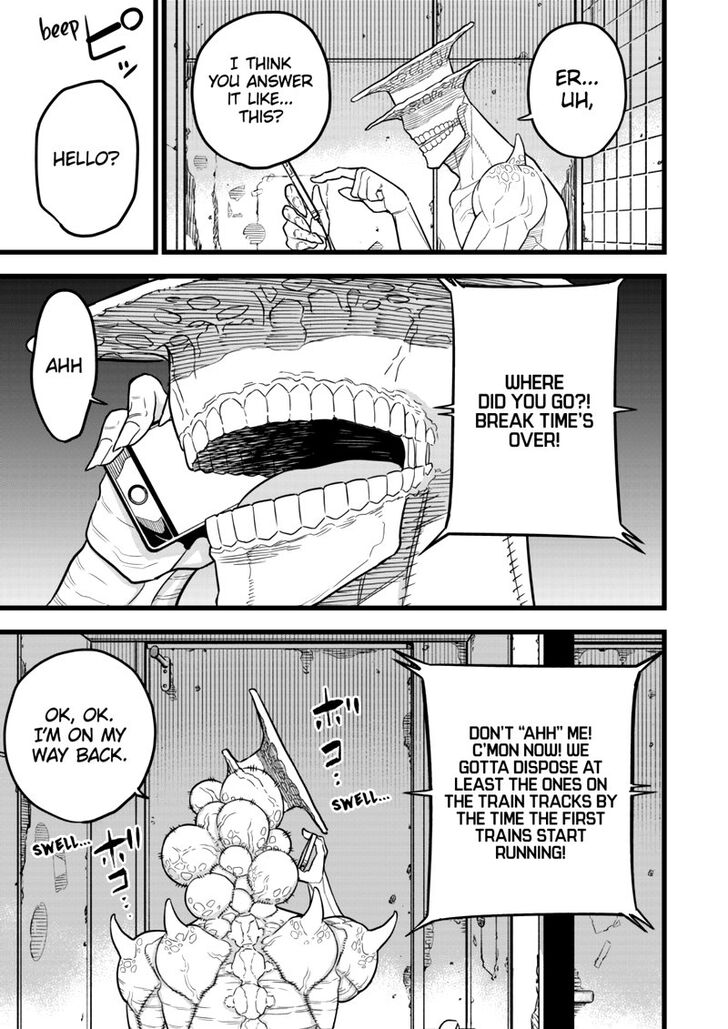 ER...
UH,
I THINK
YOU ANSWER
IT LIKE...
THIS?
beep
ピッ
HELLO?
WHERE
DID YOU GO?!
BREAK TIME'S
OVER!
AHH
DON'T "AHH" ME!
C'MON NOW! WE
GOTTA DISPOSE AT
LEAST THE ONES ON
THE TRAIN TRACKS BY
THE TIME THE FIRST
TRAINS START
RUNNING!
OK, OK.
I'M ON MY
WAY BACK.
ボコ...
SWELL...
ボコ...
SWELL...